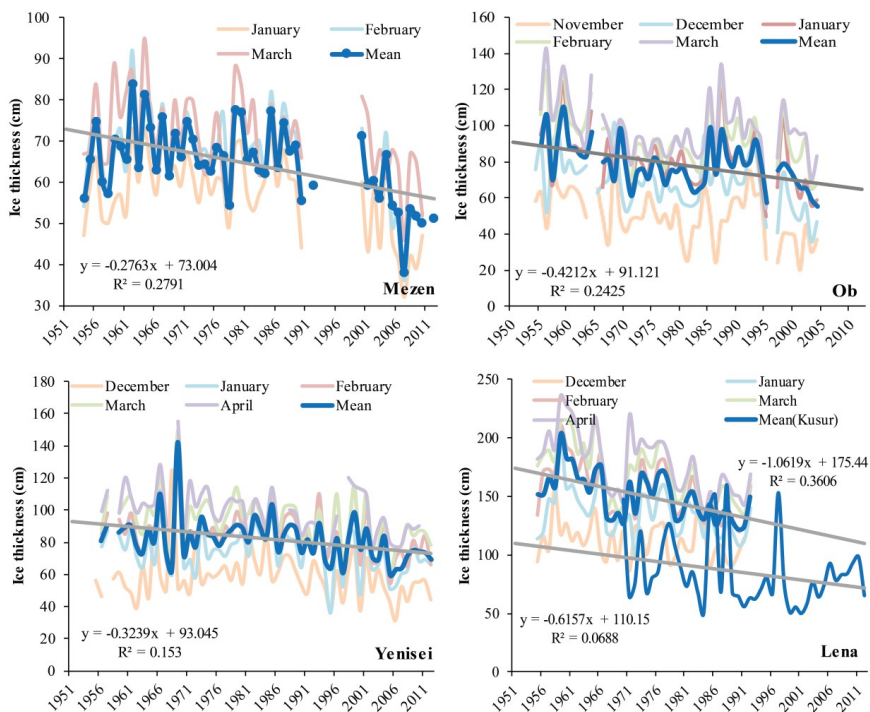 January February
March Mean
Ice thickness (cm)
100
90
80
70
60
50
40
30
y = -0.2763x + 73.004
R² = 0.2791
Mezen
1951 1956 1961 1966 1971 1976 1981 1986 1991 1996 2001 2006 2011
November December January
February March Mean
Ice thickness (cm)
160
140
120
100
80
60
40
20
0
y = -0.4212x + 91.121
R² = 0.2425
Ob
1950 1955 1960 1965 1970 1975 1980 1985 1990 1995 2000 2005 2010
December January February
March April Mean
Ice thickness (cm)
180
160
140
120
100
80
60
40
20
0
y = -0.3239x + 93.045
R² = 0.153
Yenisei
1951 1956 1961 1966 1971 1976 1981 1986 1991 1996 2001 2006 2011
December January
February March
April Mean(Kusur)
Ice thickness (cm)
250
200
150
100
50
0
y = -1.0619x + 175.44
R² = 0.3606
y = -0.6157x + 110.15
R² = 0.0688
Lena
1951 1956 1961 1966 1971 1976 1981 1986 1991 1996 2001 2006 2011